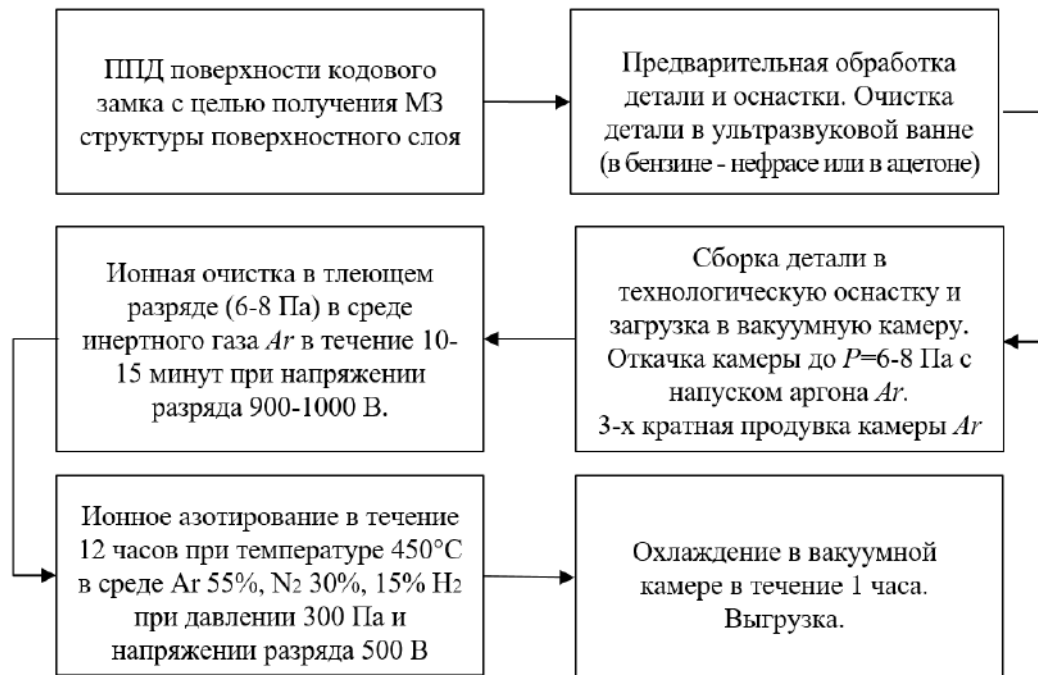 ППД поверхности кодового
замка с целью получения МЗ
структуры поверхностного слоя
Предварительная обработка
детали и оснастки. Очистка
детали в ультразвуковой ванне
(в бензине - нефрасе или в ацетоне)
Сборка детали в
технологическую оснастку и
загрузка в вакуумную камеру.
Откачка камеры до P=6-8 Па с
напуском аргона Ar.
3-х кратная продувка камеры Ar
Ионная очистка в тлеющем
разряде (6-8 Па) в среде
инертного газа Ar в течение 10-
15 минут при напряжении
разряда 900-1000 В.
Ионное азотирование в течение
12 часов при температуре 450°С
в среде Ar 55%, N₂ 30%, 15% H₂
при давлении 300 Па и
напряжении разряда 500 В
Охлаждение в вакуумной
камере в течение 1 часа.
Выгрузка.